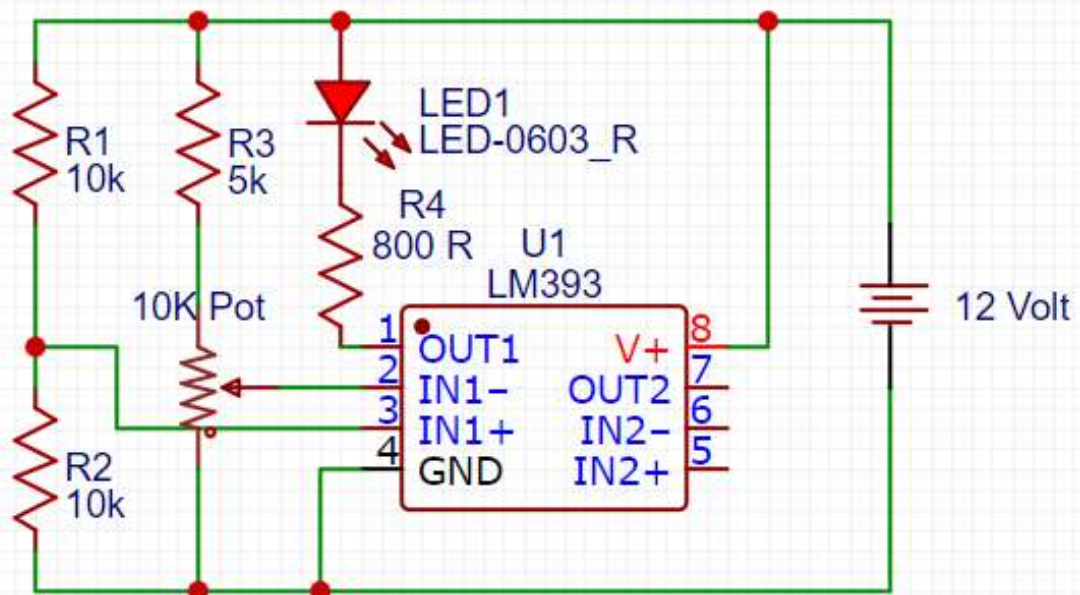 R1
10k
R3
5k
LED1
LED-0603_R
R4
800 R
U1
LM393
10K Pot
12 Volt
1
OUT1
2
IN1-
3
IN1+
4
GND
V+
8
OUT2
7
IN2-
6
IN2+
5
R2
10k